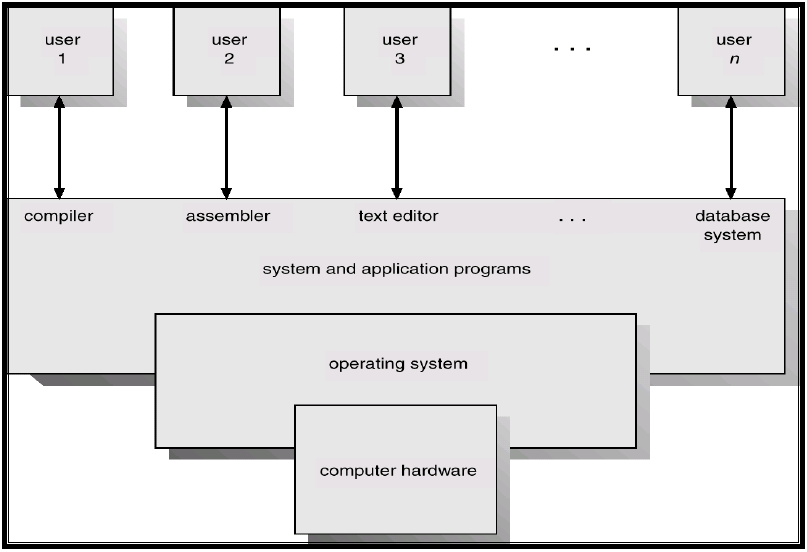 user
1
user
2
user
3
. . .
user
n
compiler
assembler
text editor
. . .
database
system
system and application programs
operating system
computer hardware